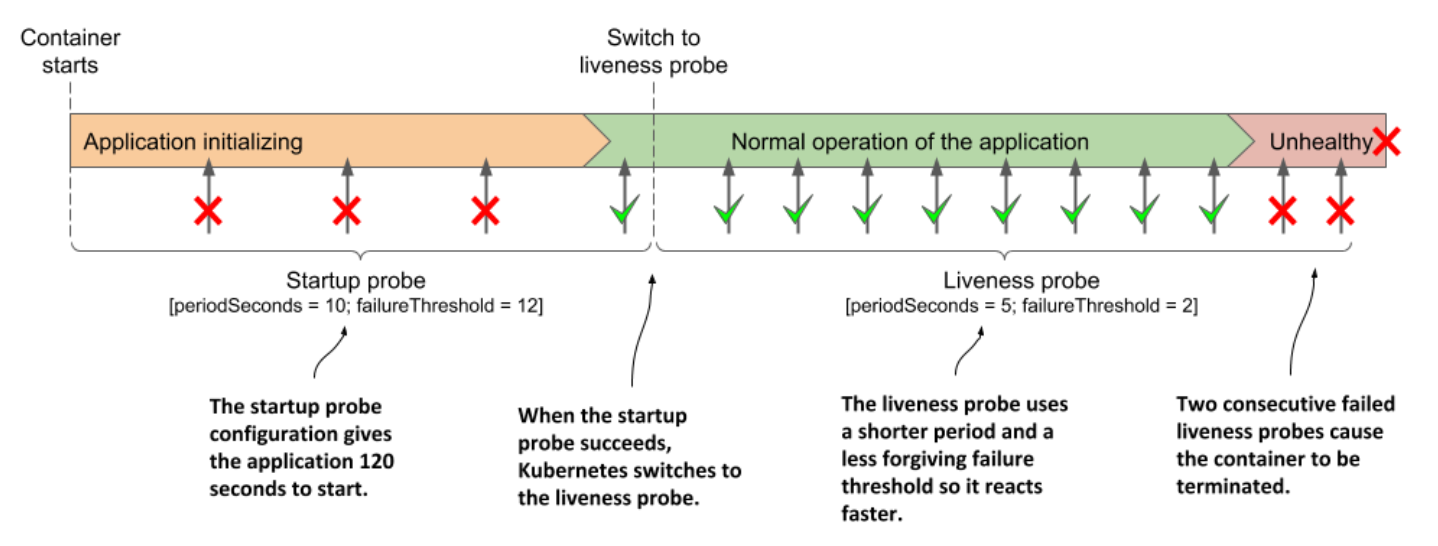 Container
starts
Switch to
liveness probe
Application initializing
Normal operation of the application
Unhealthy
Startup probe
[periodSeconds = 10; failureThreshold = 12]
Liveness probe
[periodSeconds = 5; failureThreshold = 2]
The startup probe
configuration gives
the application 120
seconds to start.
When the startup
probe succeeds,
Kubernetes switches to
the liveness probe.
The liveness probe uses
a shorter period and a
less forgiving failure
threshold so it reacts
faster.
Two consecutive failed
liveness probes cause
the container to be
terminated.